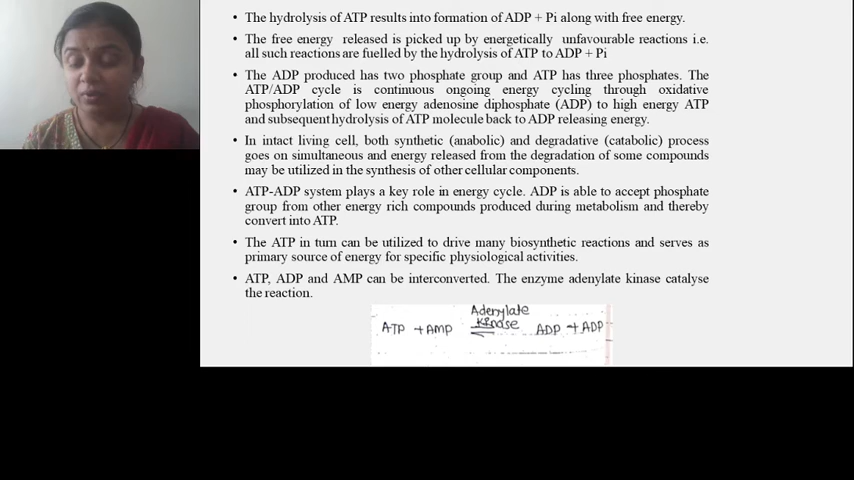 • The hydrolysis of ATP results into formation of ADP + Pi along with free energy.
• The free energy released is picked up by energetically unfavourable reactions i.e.
all such reactions are fuelled by the hydrolysis of ATP to ADP + Pi
• The ADP produced has two phosphate group and ATP has three phosphates. The
ATP/ADP cycle is continuous ongoing energy cycling through oxidative
phosphorylation of low energy adenosine diphosphate (ADP) to high energy ATP
and subsequent hydrolysis of ATP molecule back to ADP releasing energy.
• In intact living cell, both synthetic (anabolic) and degradative (catabolic) process
goes on simultaneous and energy released from the degradation of some compounds
may be utilized in the synthesis of other cellular components.
• ATP-ADP system plays a key role in energy cycle. ADP is able to accept phosphate
group from other energy rich compounds produced during metabolism and thereby
convert into ATP.
• The ATP in turn can be utilized to drive many biosynthetic reactions and serves as
primary source of energy for specific physiological activities.
• ATP, ADP and AMP can be interconverted. The enzyme adenylate kinase catalyse
the reaction.
Adenylate
kinase
ATP + AMP ⇌ ADP + ADP